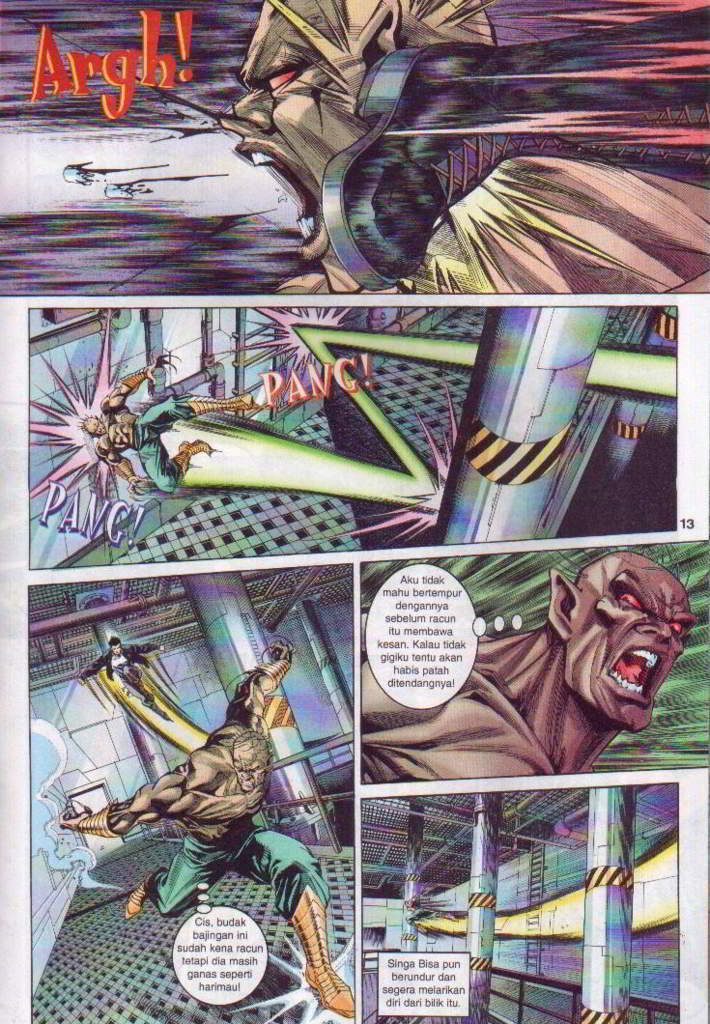 Argh!
PANG!
PANG!
13
Cis, budak
bajingan ini
sudah kena racun
tetapi dia masih
ganas seperti
harimau!
Aku tidak
mahu bertempur
dengannya
sebelum racun
itu membawa
kesan. Kalau tidak
gigiku tentu akan
habis patah
ditendangnya!
Singa Bisa pun
berundur dan
segera melarikan
diri dari bilik itu.